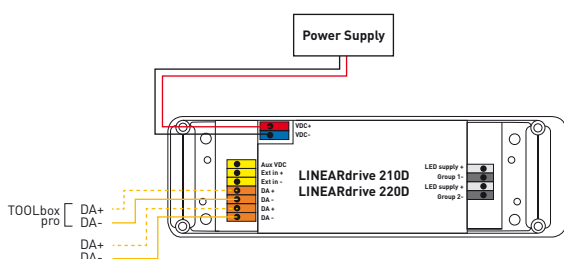 Power Supply
VDC+
VDC-
Aux VDC
Ext in +
Ext in -
DA +
DA -
DA +
DA -
LINEARdrive 210D
LINEARdrive 220D
LED supply +
Group 1-
LED supply +
Group 2-
TOOLbox
pro
DA+
DA-
DA+
DA-